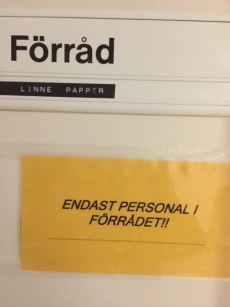 Förråd
LINNE PAPPER
ENDAST PERSONAL I
FÖRRÅDET!!